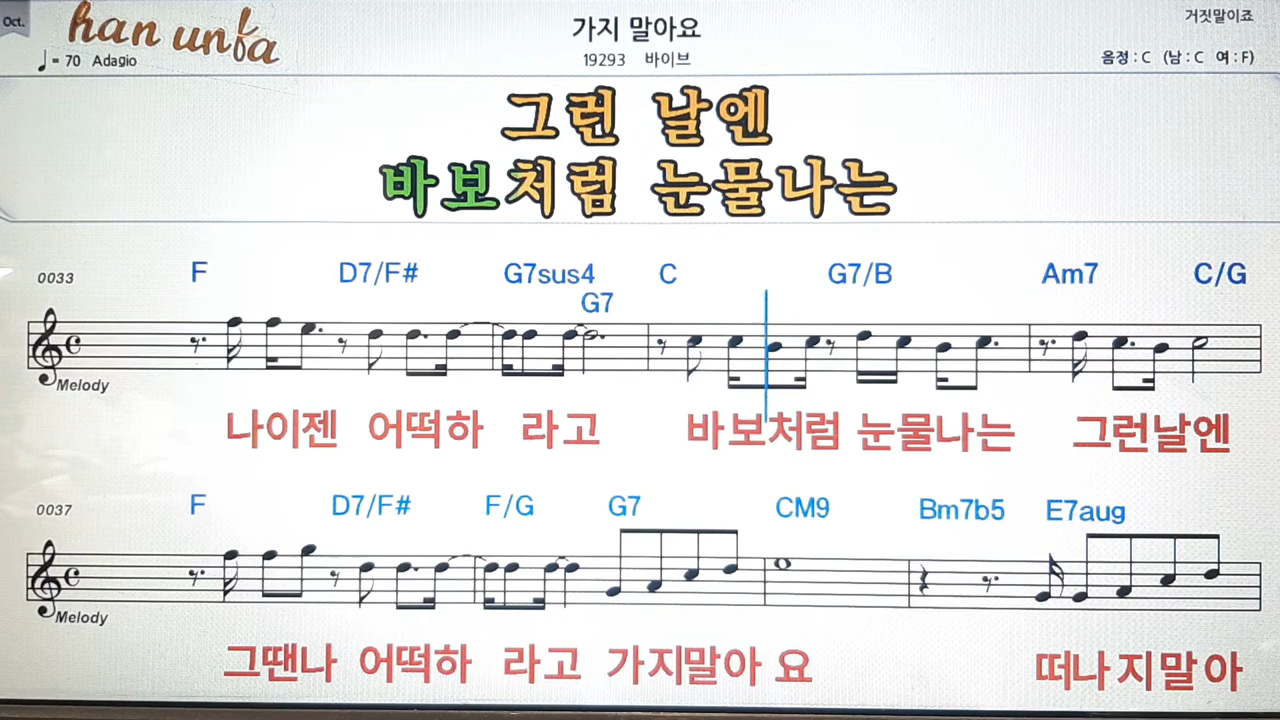 Oct.
han unfa
♩= 70 Adagio
가지 말아요
19293 바이브
거짓말이죠
음정 : C (남 : C 여 : F)
그런 날엔
바보처럼 눈물나는
0033 F D7/F# G7sus4 C G7/B Am7 C/G
G7
Melody
나이젠 어떡하 라고 바보처럼 눈물나는 그런날엔
0037 F D7/F# F/G G7 CM9 Bm7b5 E7aug
Melody
그땐나 어떡하 라고 가지말아 요 떠나지말아